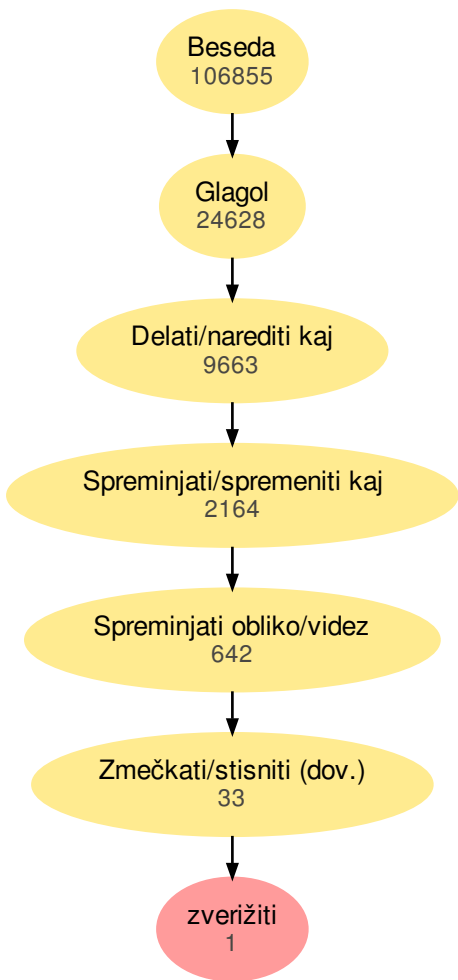 Beseda
106855
Glagol
24628
Delati/narediti kaj
9663
Spreminjati/spremeniti kaj
2164
Spreminjati obliko/videz
642
Zmečkati/stisniti (dov.)
33
zverižiti
1